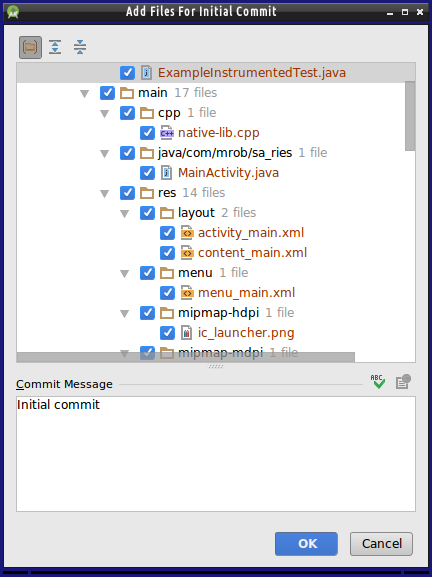 Add Files For Initial Commit
ExampleInstrumentedTest.java
main 17 files
cpp 1 file
C++ native-lib.cpp
java/com/mrob/sa_ries 1 file
MainActivity.java
res 14 files
layout 2 files
activity_main.xml
content_main.xml
menu 1 file
menu_main.xml
mipmap-hdpi 1 file
ic_launcher.png
mipmap-mdpi 1 file
Commit Message
ABC
Initial commit
OK Cancel